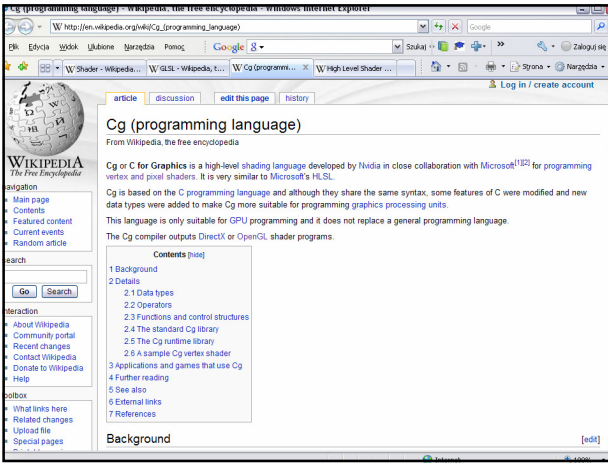 Cg (programming language) - Wikipedia, the free encyclopedia - Windows Internet Explorer
W http://en.wikipedia.org/wiki/Cg_(programming_language)
Google
Plik Edycja Widok Ulubione Narzędzia Pomoc Google Szukaj Zaloguj się
W Shader - Wikipedia... W GLSL - Wikipedia, t... W Cg (programmi... X W High Level Shader ... Strona Narzędzia
Log in / create account
article discussion edit this page history
Cg (programming language)
From Wikipedia, the free encyclopedia
WIKIPEDIA
The Free Encyclopedia
navigation
Main page
Contents
Featured content
Current events
Random article
search
Go Search
interaction
About Wikipedia
Community portal
Recent changes
Contact Wikipedia
Donate to Wikipedia
Help
toolbox
What links here
Related changes
Upload file
Special pages
Cg or C for Graphics is a high-level shading language developed by Nvidia in close collaboration with Microsoft[1][2] for programming
vertex and pixel shaders. It is very similar to Microsoft's HLSL.
Cg is based on the C programming language and although they share the same syntax, some features of C were modified and new
data types were added to make Cg more suitable for programming graphics processing units.
This language is only suitable for GPU programming and it does not replace a general programming language.
The Cg compiler outputs DirectX or OpenGL shader programs.
Contents [hide]
1 Background
2 Details
2.1 Data types
2.2 Operators
2.3 Functions and control structures
2.4 The standard Cg library
2.5 The Cg runtime library
2.6 A sample Cg vertex shader
3 Applications and games that use Cg
4 Further reading
5 See also
6 External links
7 References
Background [edit]
Internet 100%